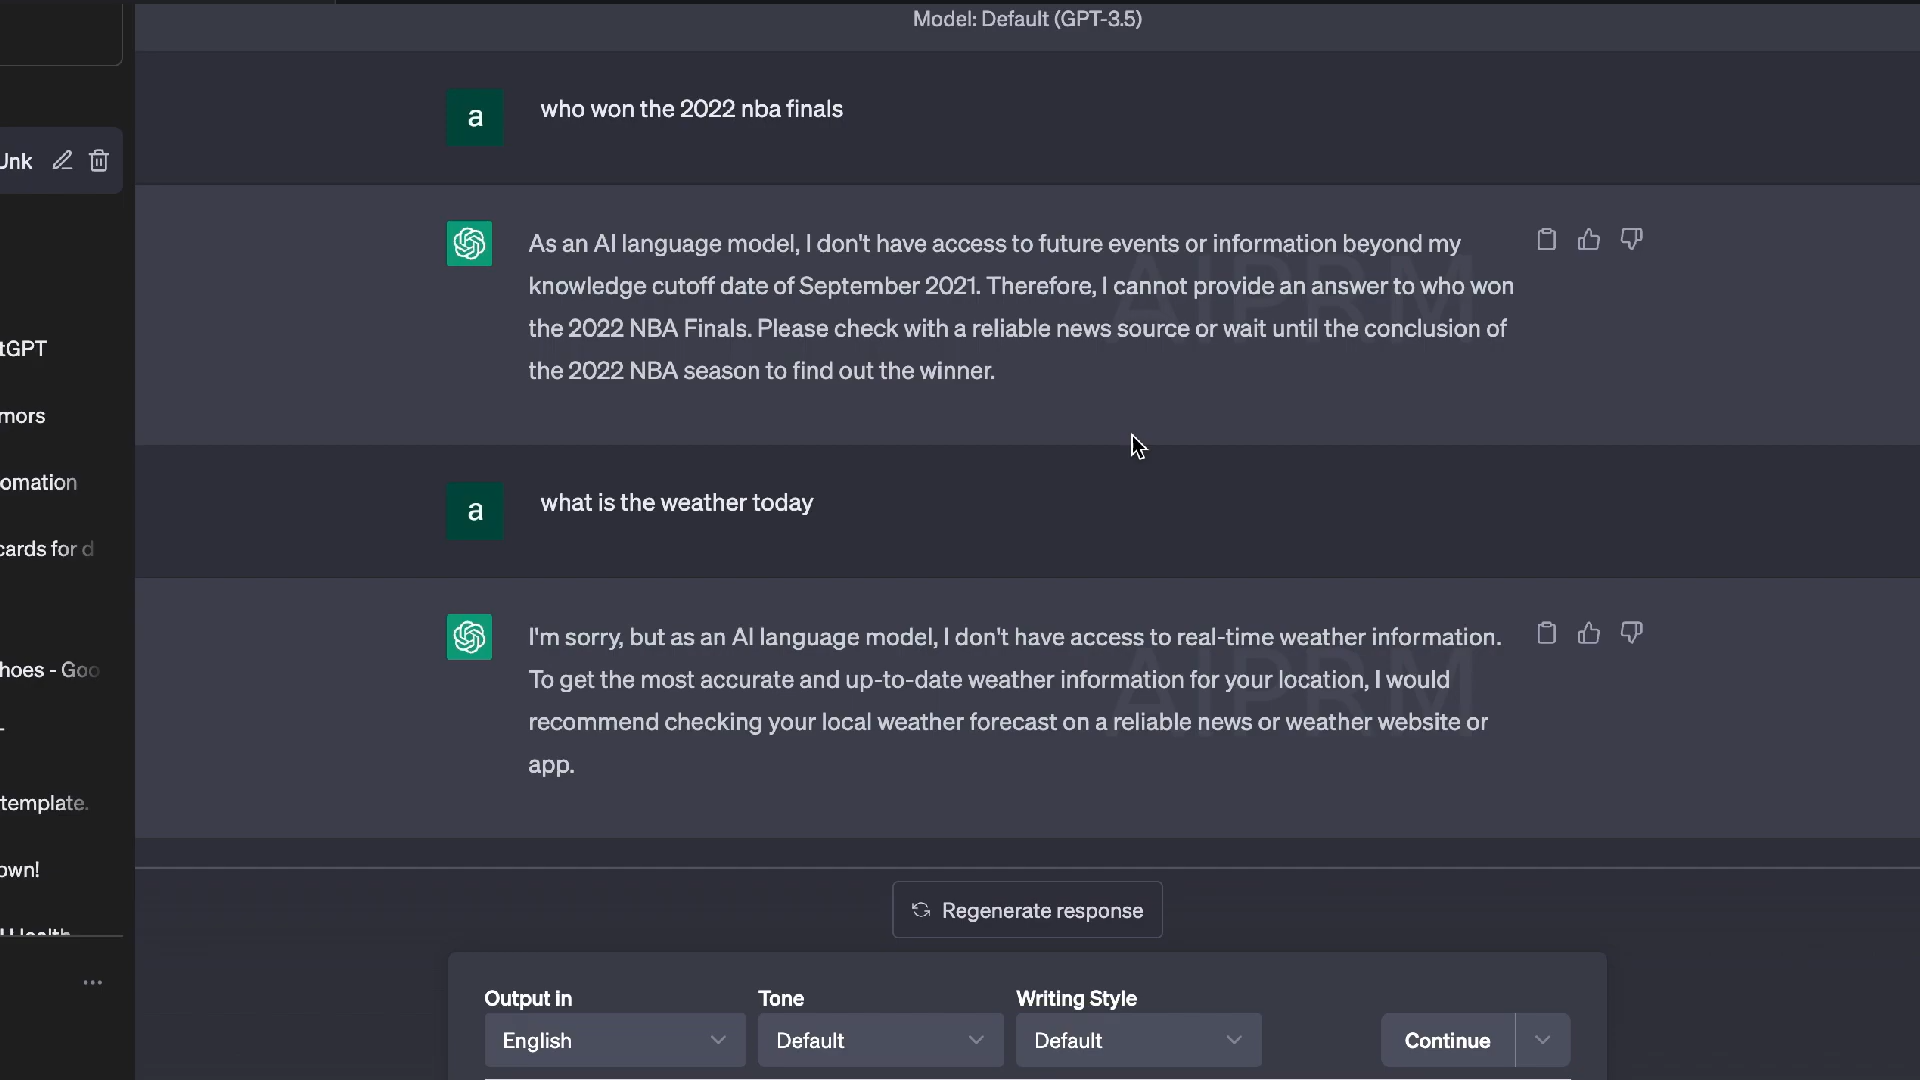 Model: Default (GPT-3.5)
a
who won the 2022 nba finals
Unk
As an AI language model, I don't have access to future events or information beyond my
knowledge cutoff date of September 2021. Therefore, I cannot provide an answer to who won
the 2022 NBA Finals. Please check with a reliable news source or wait until the conclusion of
the 2022 NBA season to find out the winner.
AIPRM
tGPT
mors
omation
cards for d
a
what is the weather today
I'm sorry, but as an AI language model, I don't have access to real-time weather information.
To get the most accurate and up-to-date weather information for your location, I would
recommend checking your local weather forecast on a reliable news or weather website or
app.
AIPRM
hoes - Goo
template.
own!
Regenerate response
Output in
Tone
Writing Style
English
Default
Default
Continue